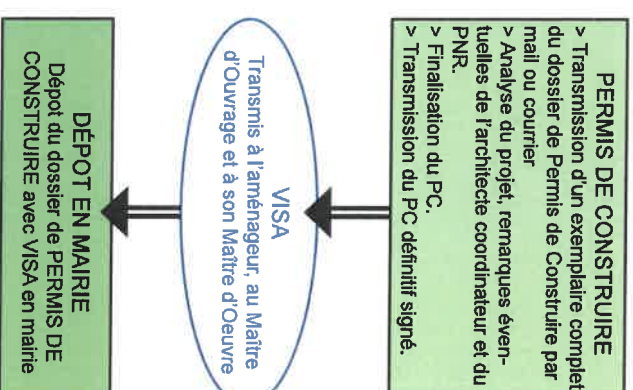 PERMIS DE CONSTRUIRE
> Transmission d'un exemplaire complet
du dossier de Permis de Construire par
mail ou courrier
> Analyse du projet, remarques éven-
tuelles de l'architecte coordinateur et du
PNR.
> Finalisation du PC.
> Transmission du PC définitif signé.
VISA
Transmis à l'aménageur, au Maître
d'Ouvrage et à son Maître d'Oeuvre
DÉPOT EN MAIRIE
Dépot du dossier de PERMIS DE
CONSTRUIRE avec VISA en mairie